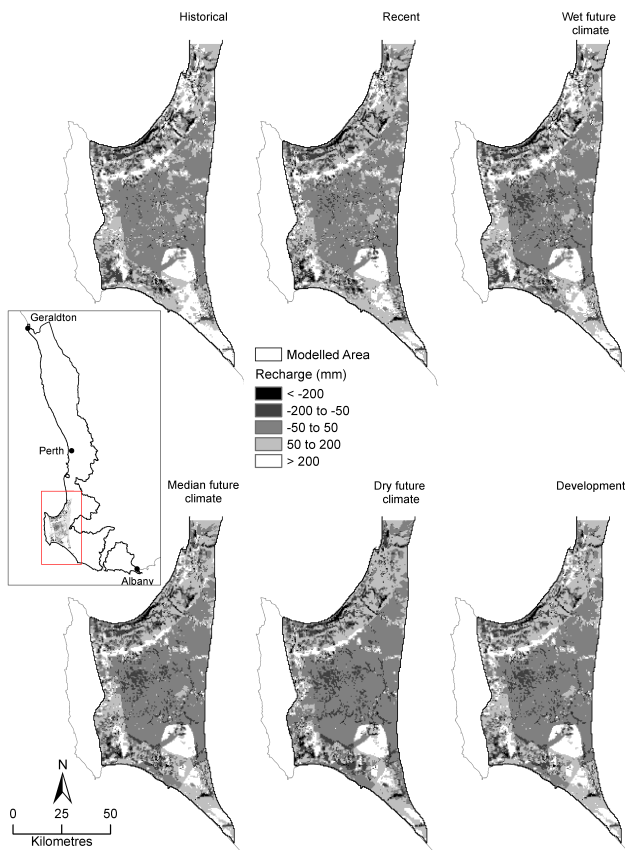 Historical
Recent
Wet future
climate
Geraldton
Perth
Albany
Modelled Area
Recharge (mm)
< -200
-200 to -50
-50 to 50
50 to 200
> 200
Median future
climate
Dry future
climate
Development
N
0 25 50
Kilometres